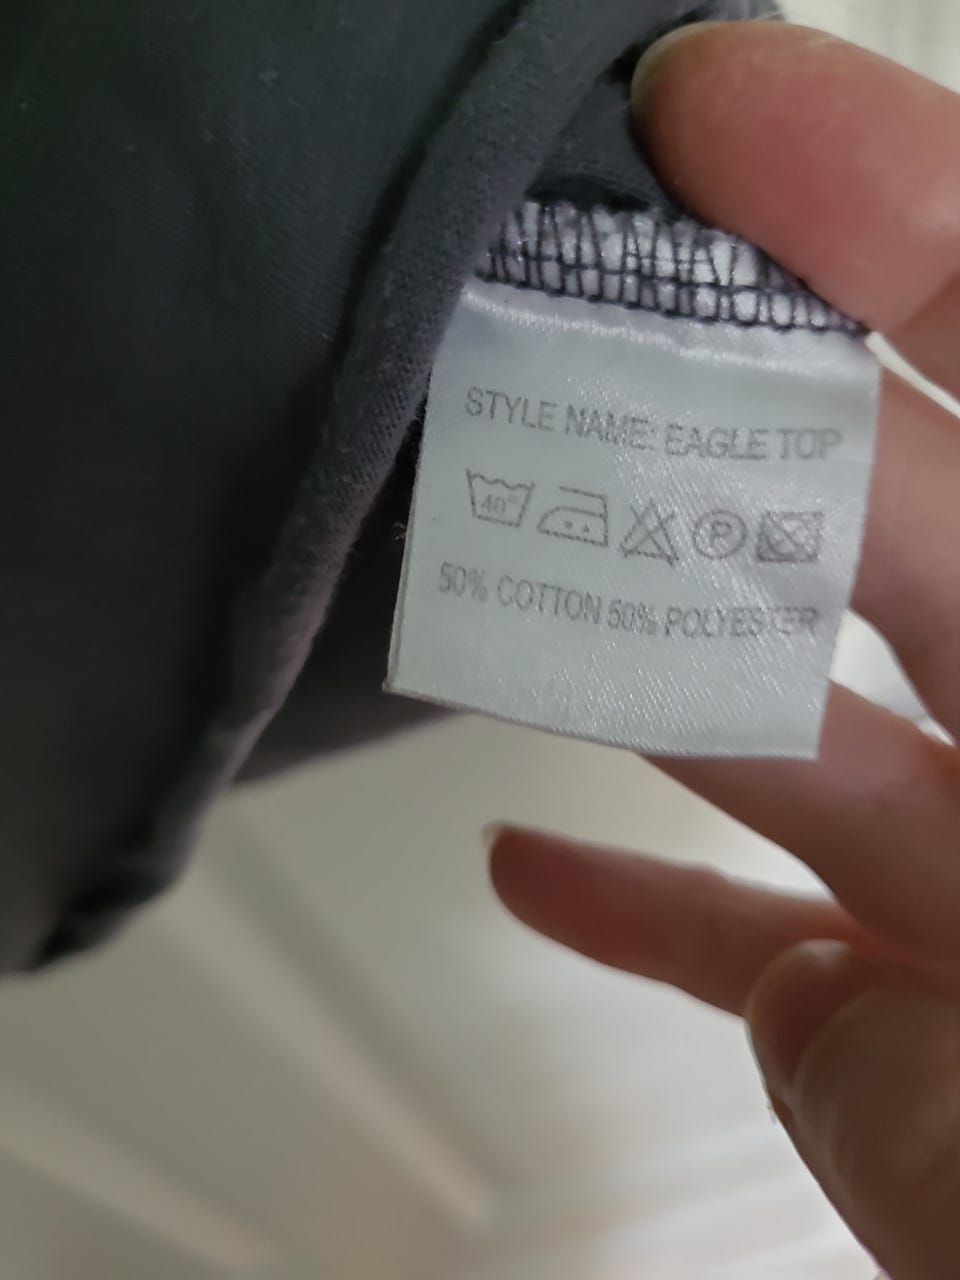 STYLE NAME: EAGLE TOP
40°
P
50% COTTON 50% POLYESTER